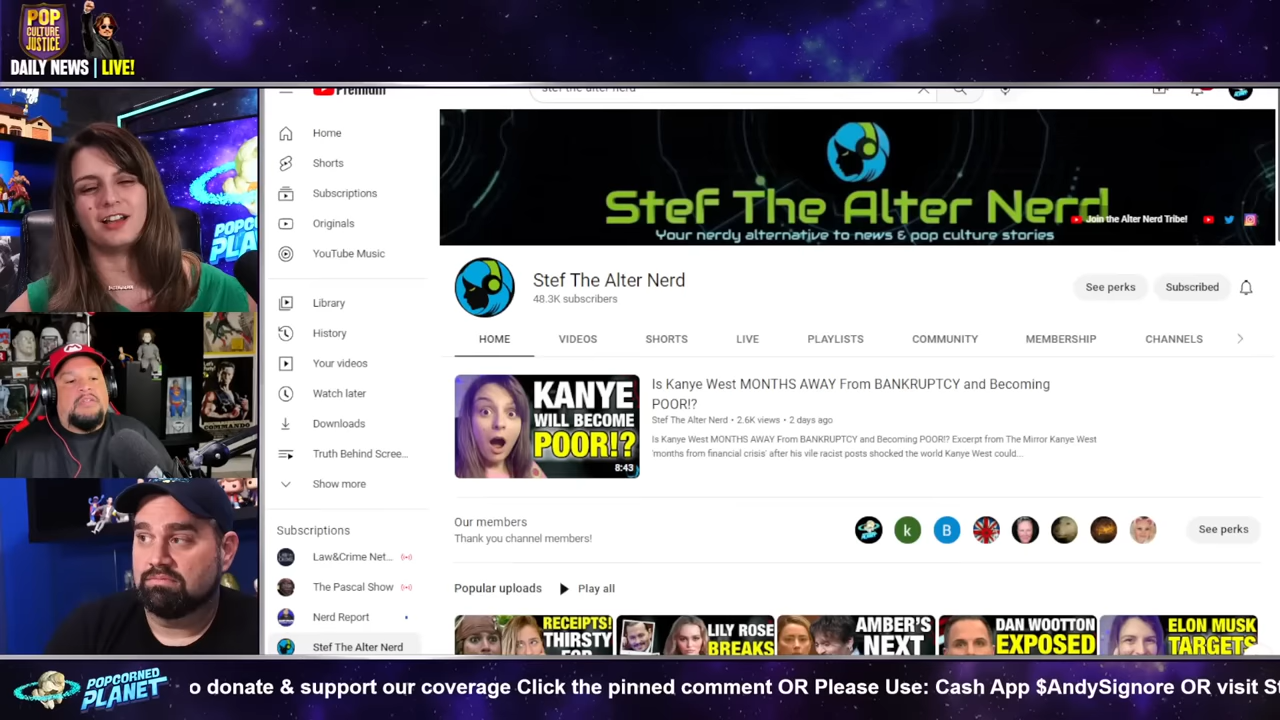 POP
CULTURE
JUSTICE
DAILY NEWS | LIVE!
Premium
stef the alter nerd
Home
Shorts
Subscriptions
Originals
YouTube Music
Library
History
Your videos
Watch later
Downloads
Truth Behind Scree...
Show more
Subscriptions
Law&Crime Net...
The Pascal Show
Nerd Report
Stef The Alter Nerd
Stef The Alter Nerd
Your nerdy alternative to news & pop culture stories
Join the Alter Nerd Tribe!
Stef The Alter Nerd
48.3K subscribers
See perks
Subscribed
HOME VIDEOS SHORTS LIVE PLAYLISTS COMMUNITY MEMBERSHIP CHANNELS
KANYE
WILL BECOME
POOR!?
8:43
Is Kanye West MONTHS AWAY From BANKRUPTCY and Becoming
POOR!?
Stef The Alter Nerd • 2.6K views • 2 days ago
Is Kanye West MONTHS AWAY From BANKRUPTCY and Becoming POOR!? Excerpt from The Mirror Kanye West
'months from financial crisis' after his vile racist posts shocked the world Kanye West could...
Our members
Thank you channel members!
k
B
See perks
Popular uploads
Play all
RECEIPTS!
THIRSTY
FOR
LILY ROSE
BREAKS
AMBER'S
NEXT
DAN WOOTTON
EXPOSED
ELON MUSK
TARGETS
POPCORN
PLANET
COMMANDO
POPCORNED
PLANET
o donate & support our coverage Click the pinned comment OR Please Use: Cash App $AndySignore OR visit St